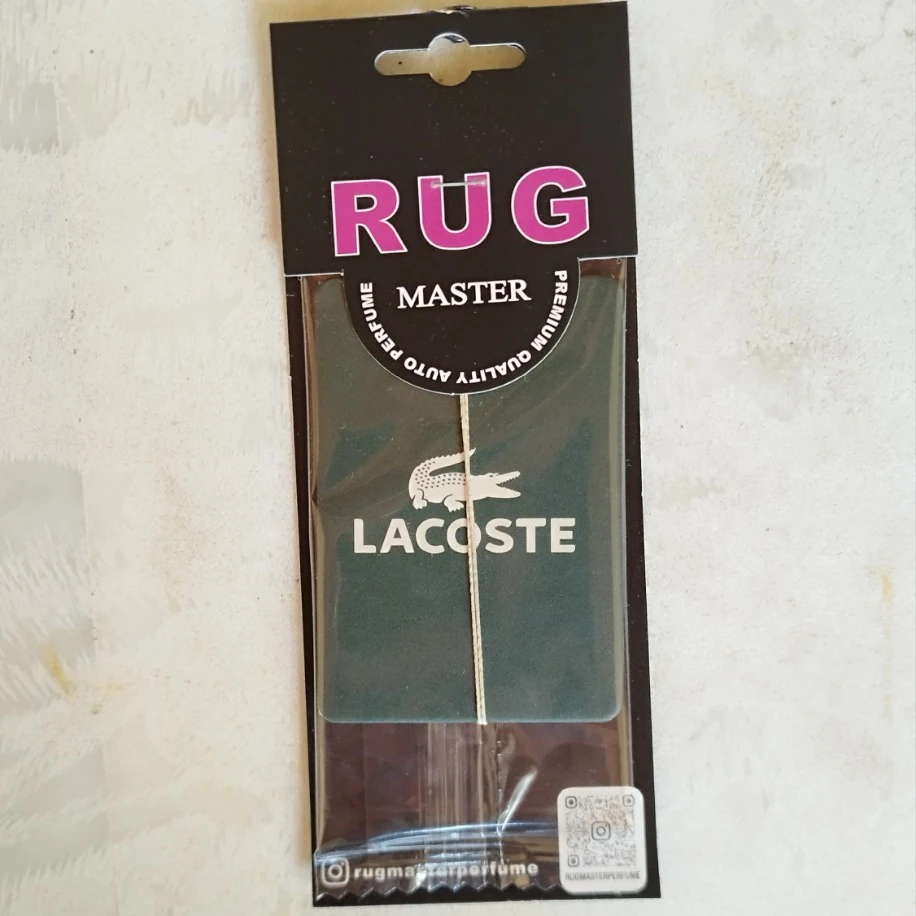 RUG
MASTER
PREMIUM QUALITY AUTO PERFUME
LACOSTE
rugmasterperfume
RUGMASTERPERFUME